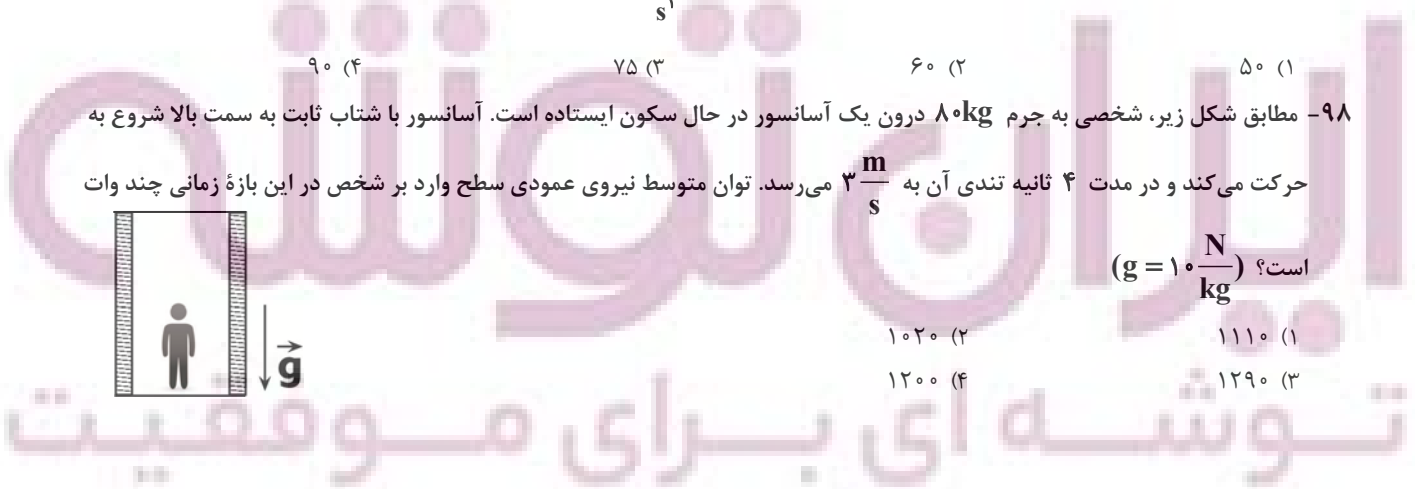 s²
۱) ۵۰ ۲) ۶۰ ۳) ۷۵ ۴) ۹۰
۹۸- مطابق شکل زیر، شخصی به جرم ۸۰kg درون یک آسانسور در حال سکون ایستاده است. آسانسور با شتاب ثابت به سمت بالا شروع به
حرکت می‌کند و در مدت ۴ ثانیه تندی آن به ۳ m/s می‌رسد. توان متوسط نیروی عمودی سطح وارد بر شخص در این بازهٔ زمانی چند وات
است؟ (g = ۱۰ N/kg)
۱) ۱۱۱۰ ۲) ۱۰۲۰
۳) ۱۲۹۰ ۴) ۱۲۰۰
g
ایران توشه
توشه ای برای موفقیت